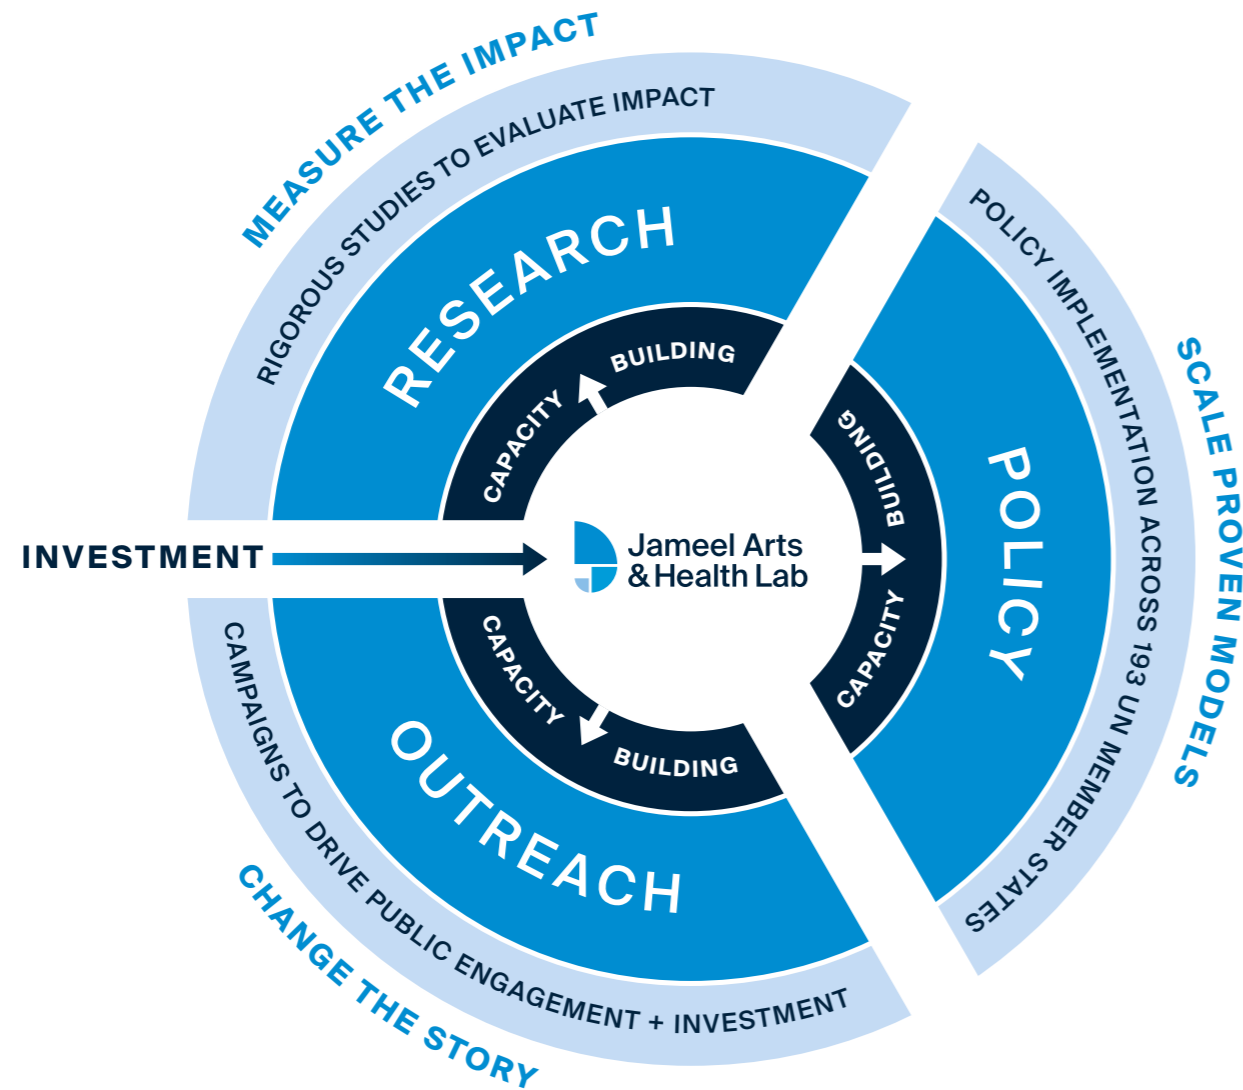 MEASURE THE IMPACT
RIGOROUS STUDIES TO EVALUATE IMPACT
RESEARCH
CAPACITY BUILDING
INVESTMENT
Jameel Arts
& Health Lab
SCALE PROVEN MODELS
POLICY IMPLEMENTATION ACROSS 193 UN MEMBER STATES
POLICY
CAPACITY BUILDING
CAPACITY BUILDING
OUTREACH
CAMPAIGNS TO DRIVE PUBLIC ENGAGEMENT + INVESTMENT
CHANGE THE STORY